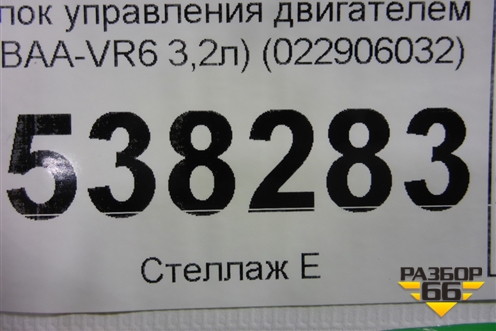 лок управления двигателем
BAA-VR6 3,2л) (022906032)
538283
Стеллаж Е
РАЗБОР
66